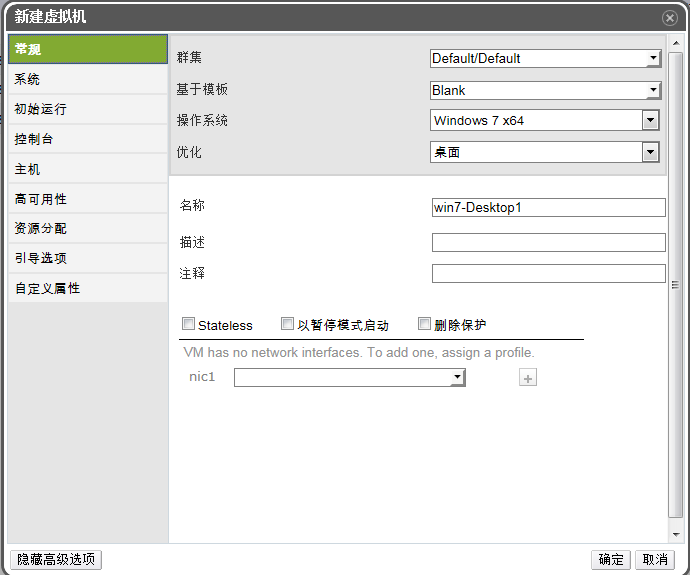 新建虚拟机
常规
系统
初始运行
控制台
主机
高可用性
资源分配
引导选项
自定义属性
群集 Default/Default
基于模板 Blank
操作系统 Windows 7 x64
优化 桌面
名称 win7-Desktop1
描述
注释
Stateless 以暂停模式启动 删除保护
VM has no network interfaces. To add one, assign a profile.
nic1
隐藏高级选项 确定 取消